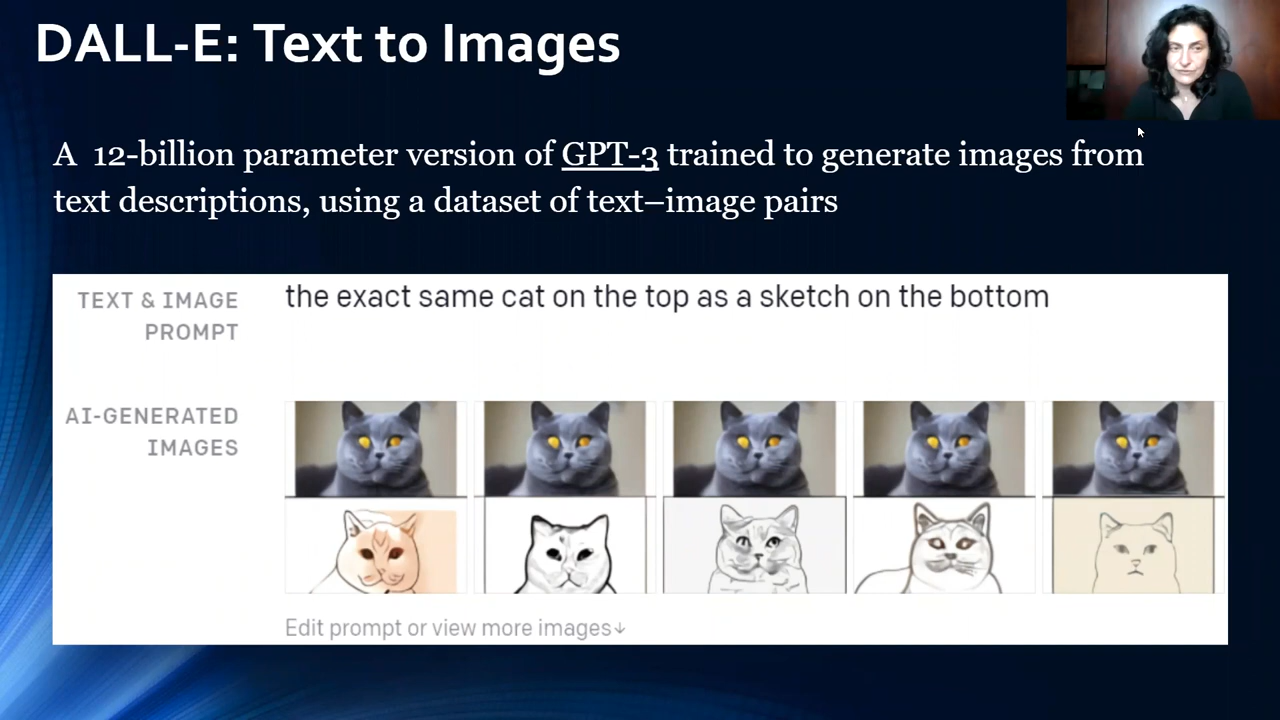 DALL-E: Text to Images
A 12-billion parameter version of GPT-3 trained to generate images from
text descriptions, using a dataset of text–image pairs
TEXT & IMAGE
PROMPT
the exact same cat on the top as a sketch on the bottom
AI-GENERATED
IMAGES
Edit prompt or view more images↓